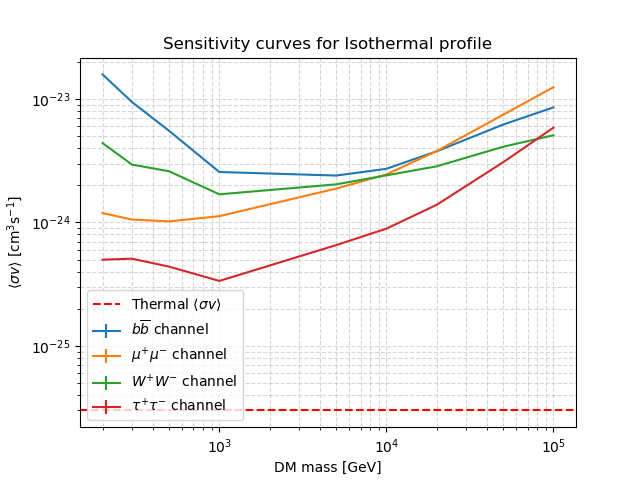 Sensitivity curves for Isothermal profile
⟨σv⟩ [cm³s⁻¹]
10⁻²³
10⁻²⁴
10⁻²⁵
Thermal ⟨σv⟩
bb̅ channel
μ⁺μ⁻ channel
W⁺W⁻ channel
τ⁺τ⁻ channel
10³ 10⁴ 10⁵
DM mass [GeV]